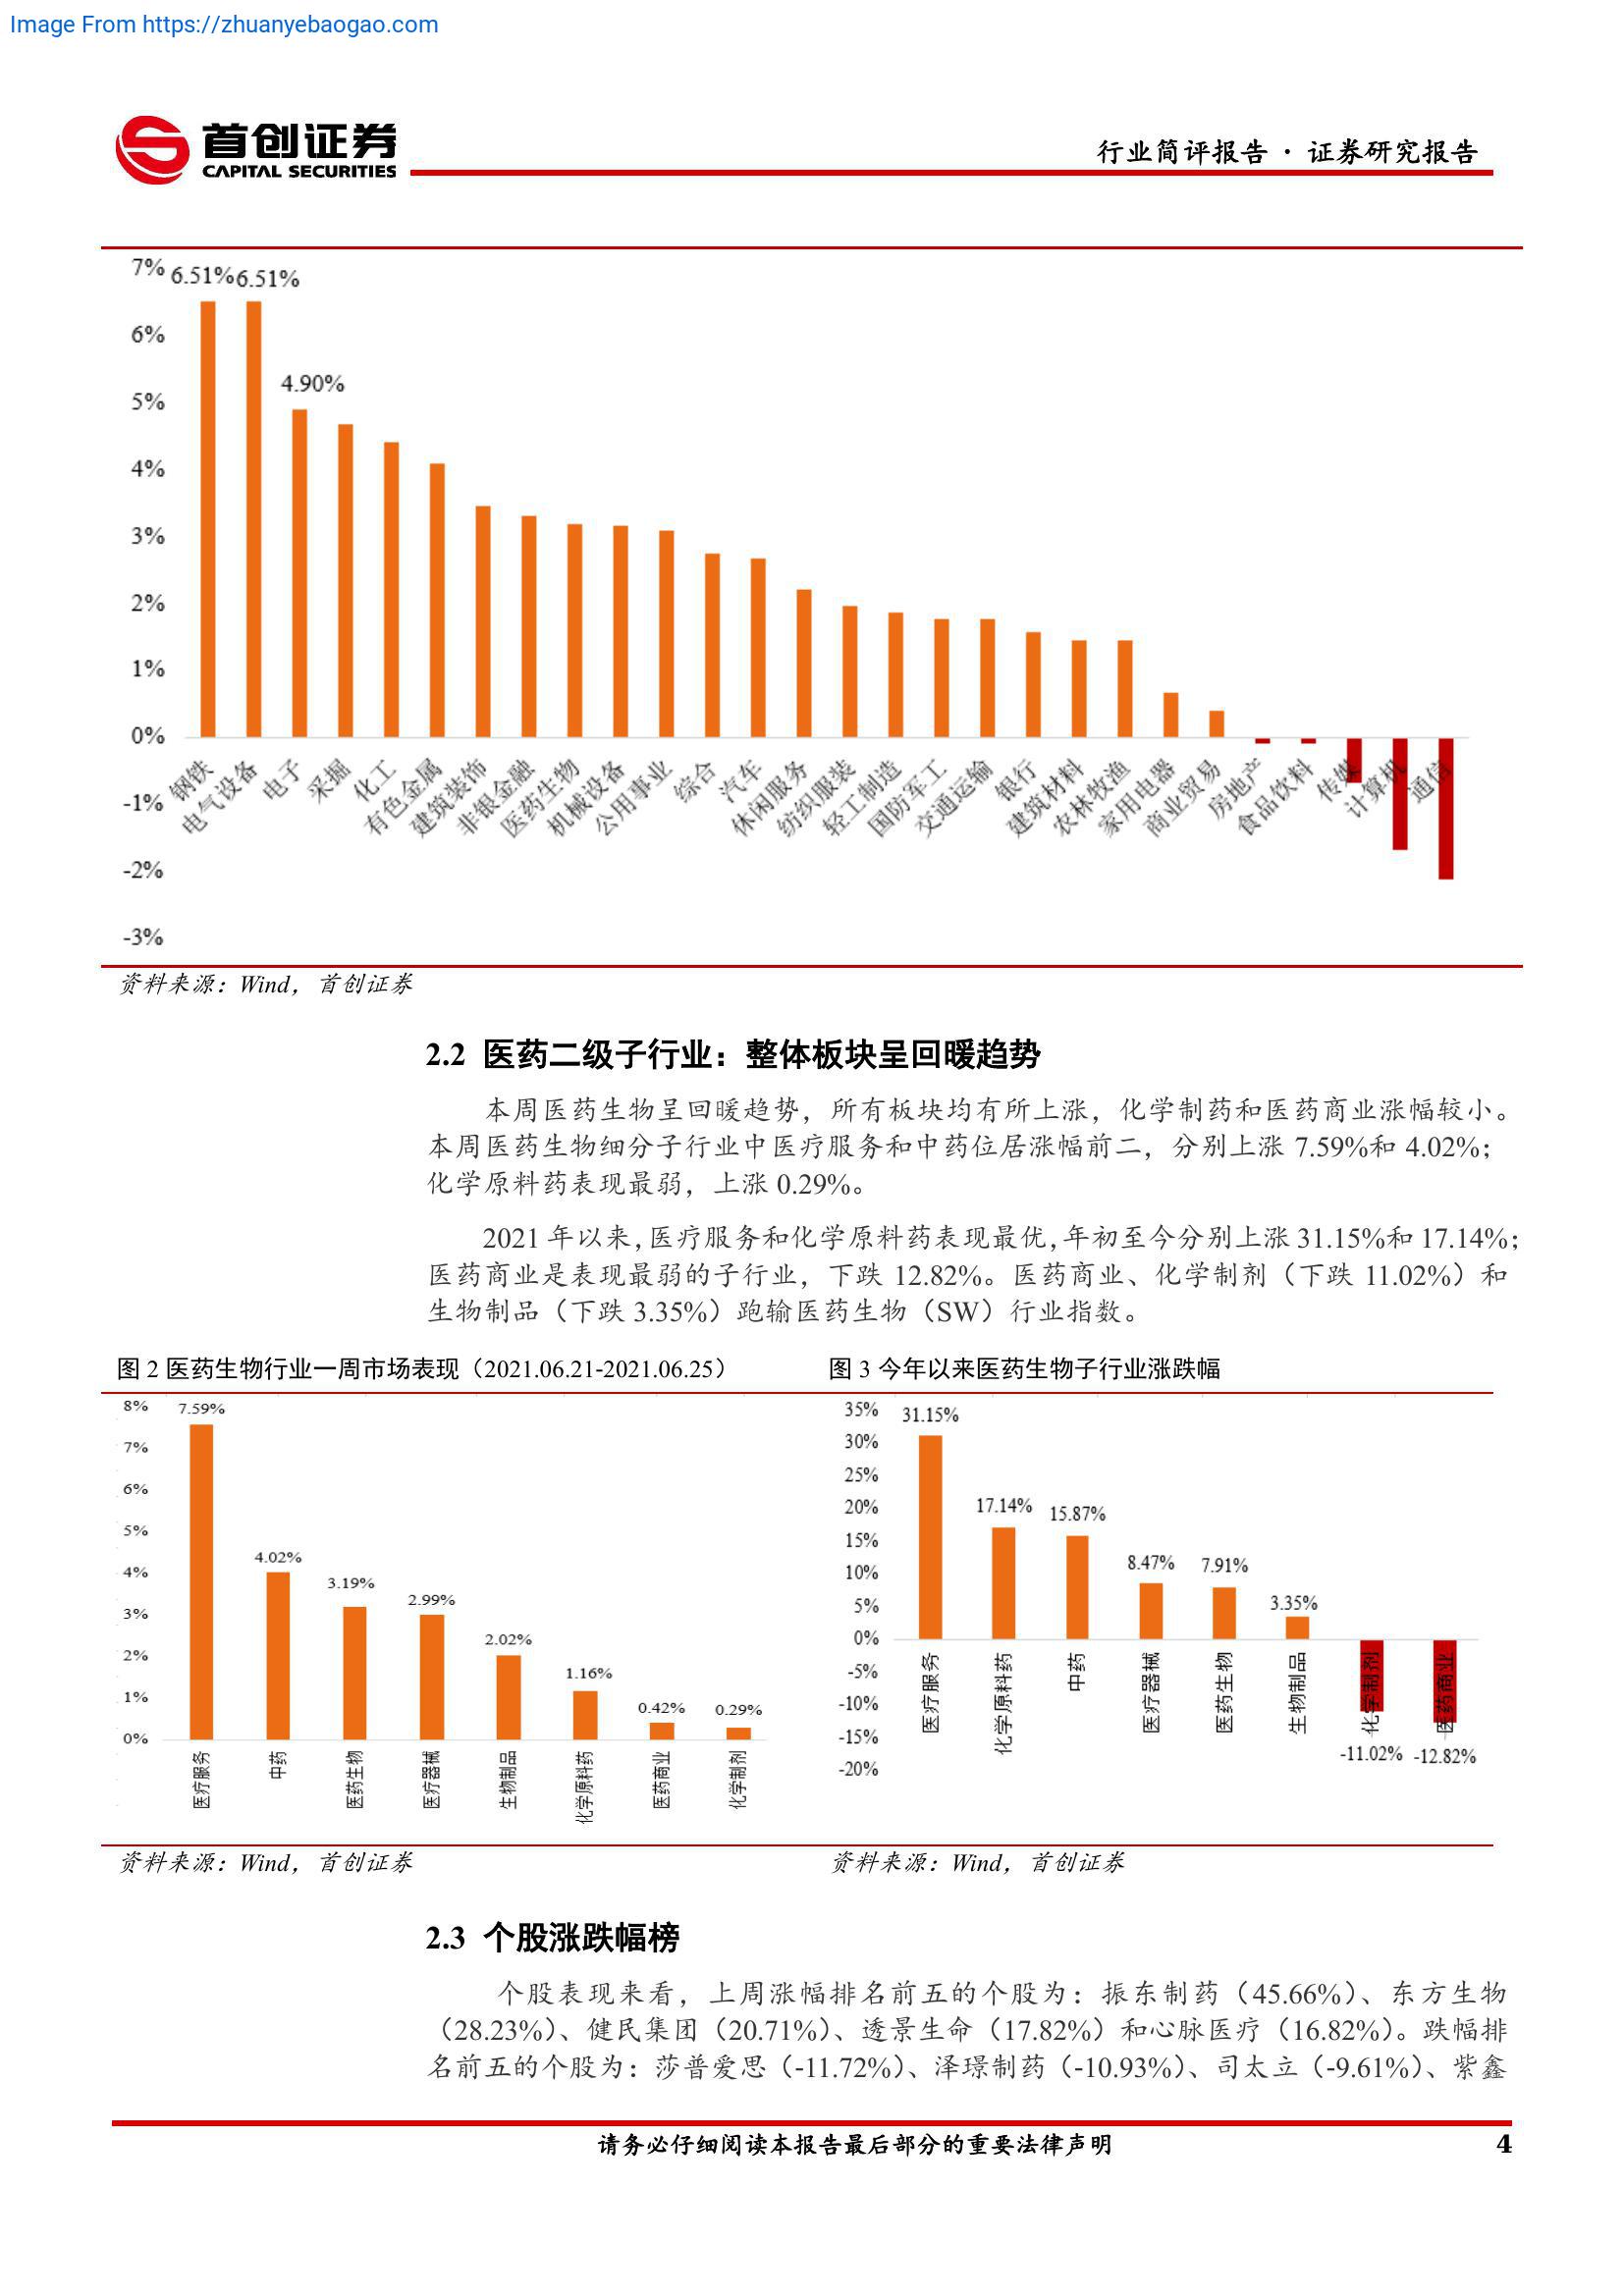 Image From https://zhuanyebaogao.com
首创证券
CAPITAL SECURITIES
行业简评报告 · 证券研究报告
7%
6.51% 6.51%
6%
4.90%
5%
4%
3%
2%
1%
0%
-1%
-2%
-3%
钢铁 电气设备 电子 采掘 化工 有色金属 建筑装饰 非银金融 医药生物 机械设备 公用事业 综合 汽车 休闲服务 纺织服装 轻工制造 国防军工 交通运输 银行 建筑材料 农林牧渔 家用电器 商业贸易 房地产 食品饮料 传媒 计算机 通信
资料来源：Wind，首创证券
2.2 医药二级子行业：整体板块呈回暖趋势
本周医药生物呈回暖趋势，所有板块均有所上涨，化学制药和医药商业涨幅较小。
本周医药生物细分子行业中医疗服务和中药位居涨幅前二，分别上涨 7.59%和 4.02%；
化学原料药表现最弱，上涨 0.29%。
2021 年以来，医疗服务和化学原料药表现最优，年初至今分别上涨 31.15%和 17.14%；
医药商业是表现最弱的子行业，下跌 12.82%。医药商业、化学制剂（下跌 11.02%）和
生物制品（下跌 3.35%）跑输医药生物（SW）行业指数。
图 2 医药生物行业一周市场表现（2021.06.21-2021.06.25）
8%
7%
6%
5%
4%
3%
2%
1%
0%
7.59%
4.02%
3.19%
2.99%
2.02%
1.16%
0.42%
0.29%
医疗服务
中药
医药生物
医疗器械
生物制品
化学原料药
医药商业
化学制剂
资料来源：Wind，首创证券
图 3 今年以来医药生物子行业涨跌幅
35%
30%
25%
20%
15%
10%
5%
0%
-5%
-10%
-15%
-20%
31.15%
17.14%
15.87%
8.47%
7.91%
3.35%
-11.02%
-12.82%
医疗服务
化学原料药
中药
医疗器械
医药生物
生物制品
化学制剂
医药商业
资料来源：Wind，首创证券
2.3 个股涨跌幅榜
个股表现来看，上周涨幅排名前五的个股为：振东制药（45.66%）、东方生物
（28.23%）、健民集团（20.71%）、透景生命（17.82%）和心脉医疗（16.82%）。跌幅排
名前五的个股为：莎普爱思（-11.72%）、泽璟制药（-10.93%）、司太立（-9.61%）、紫鑫
请务必仔细阅读本报告最后部分的重要法律声明
4